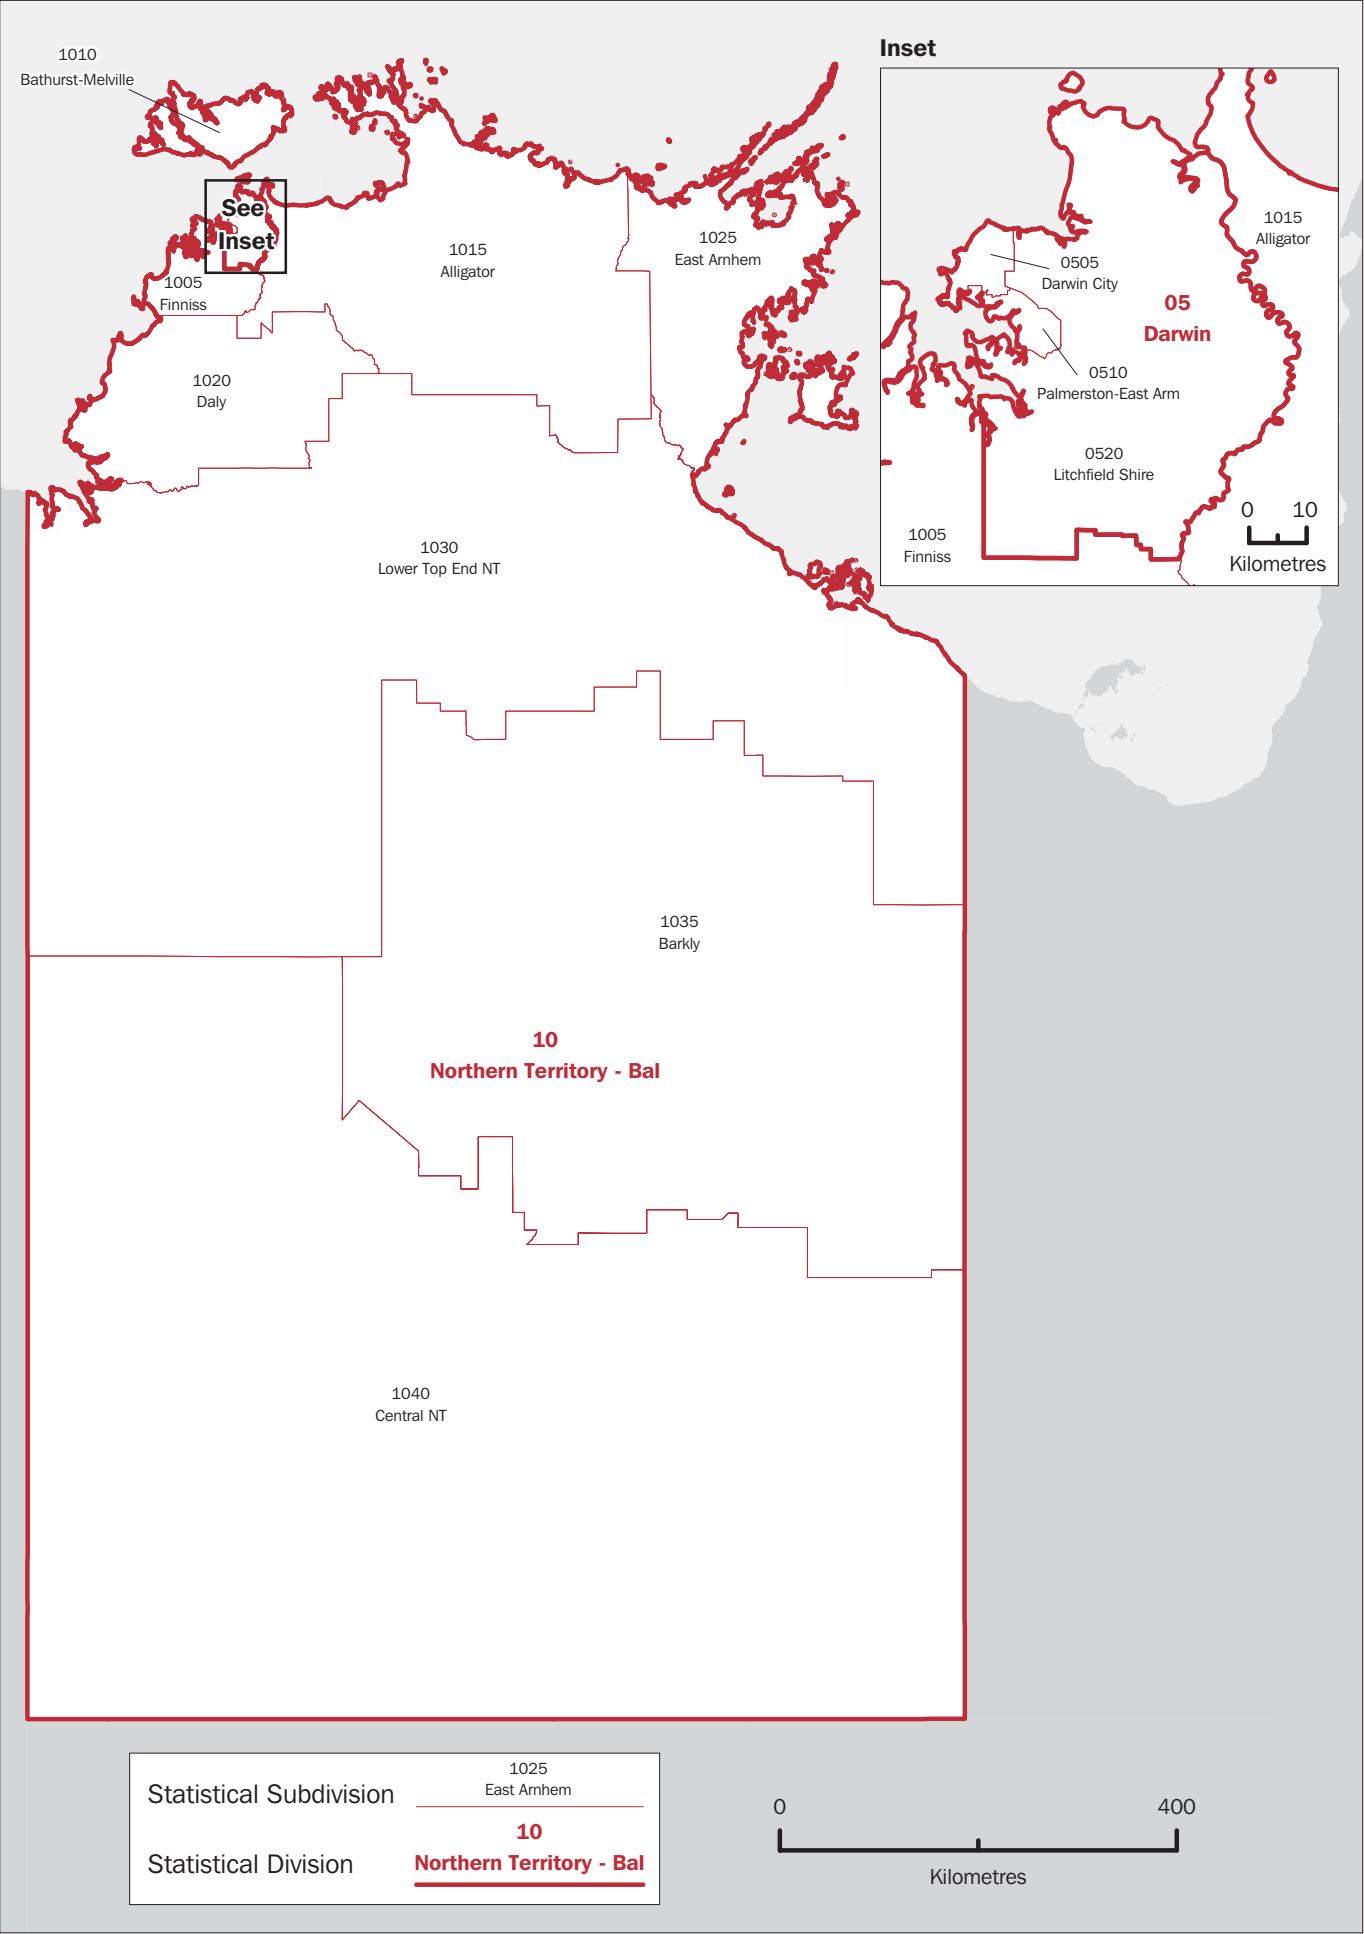 1010
Bathurst-Melville
Inset
See
Inset
1005
Finniss
1015
Alligator
1025
East Arnhem
1020
Daly
1015
Alligator
0505
Darwin City
05
Darwin
0510
Palmerston-East Arm
0520
Litchfield Shire
1005
Finniss
0 10
Kilometres
1030
Lower Top End NT
1035
Barkly
10
Northern Territory - Bal
1040
Central NT
Statistical Subdivision
1025
East Arnhem
Statistical Division
10
Northern Territory - Bal
0 400
Kilometres